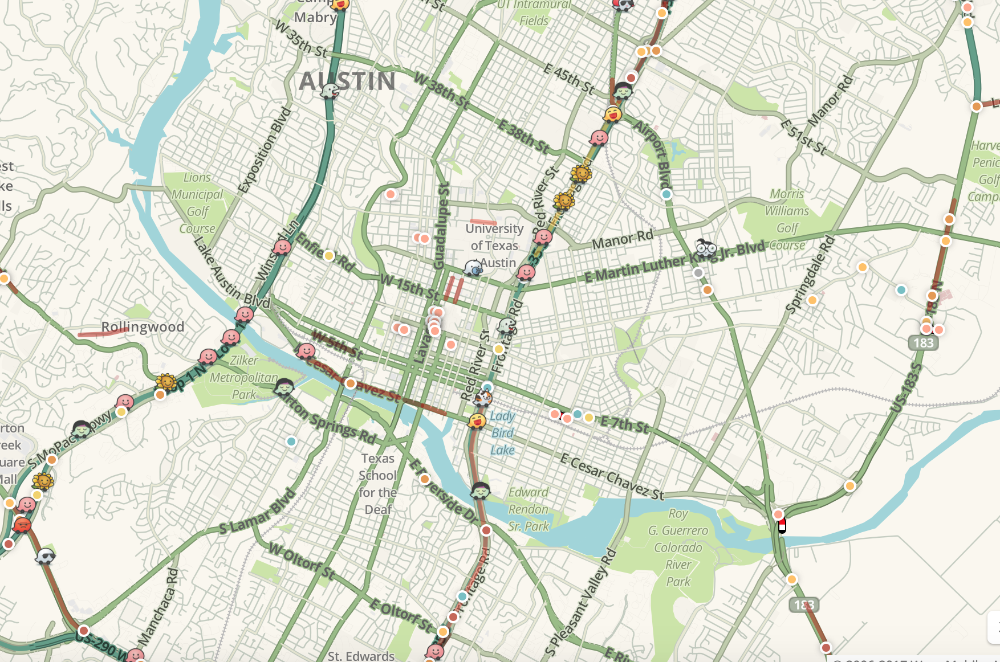 Camp
Mabry
UT Intramural
Fields
W 35th St
AUSTIN
W 38th St
E 45th St
Manor Rd
E 51st St
Exposition Blvd
E 38th St
Airport Blvd
Lions
Municipal
Golf
Course
Red River St
Morris
Williams
Golf
Course
Guadalupe St
University
of Texas
Austin
Manor Rd
E Martin Luther King Jr. Blvd
Enfield Rd
Lake Austin Blvd
W 15th St
Springdale Rd
Rollingwood
W 5th St
Lavaca
Red River St
Frontage Rd
183
US-183 S
Zilker
Metropolitan
Park
Cesar Chavez St
Loop 1 N
S MoPac Expwy
Barton Springs Rd
Lady
Bird
Lake
E 7th St
Texas
School
for the
Deaf
E Riverside Dr
E Cesar Chavez St
Edward
Rendon
Sr. Park
S Lamar Blvd
Roy
G. Guerrero
Colorado
River
Park
W Oltorf St
Frontage Rd
S Pleasant Valley Rd
Manchaca Rd
E Oltorf St
183
US-290 W
St. Edwards